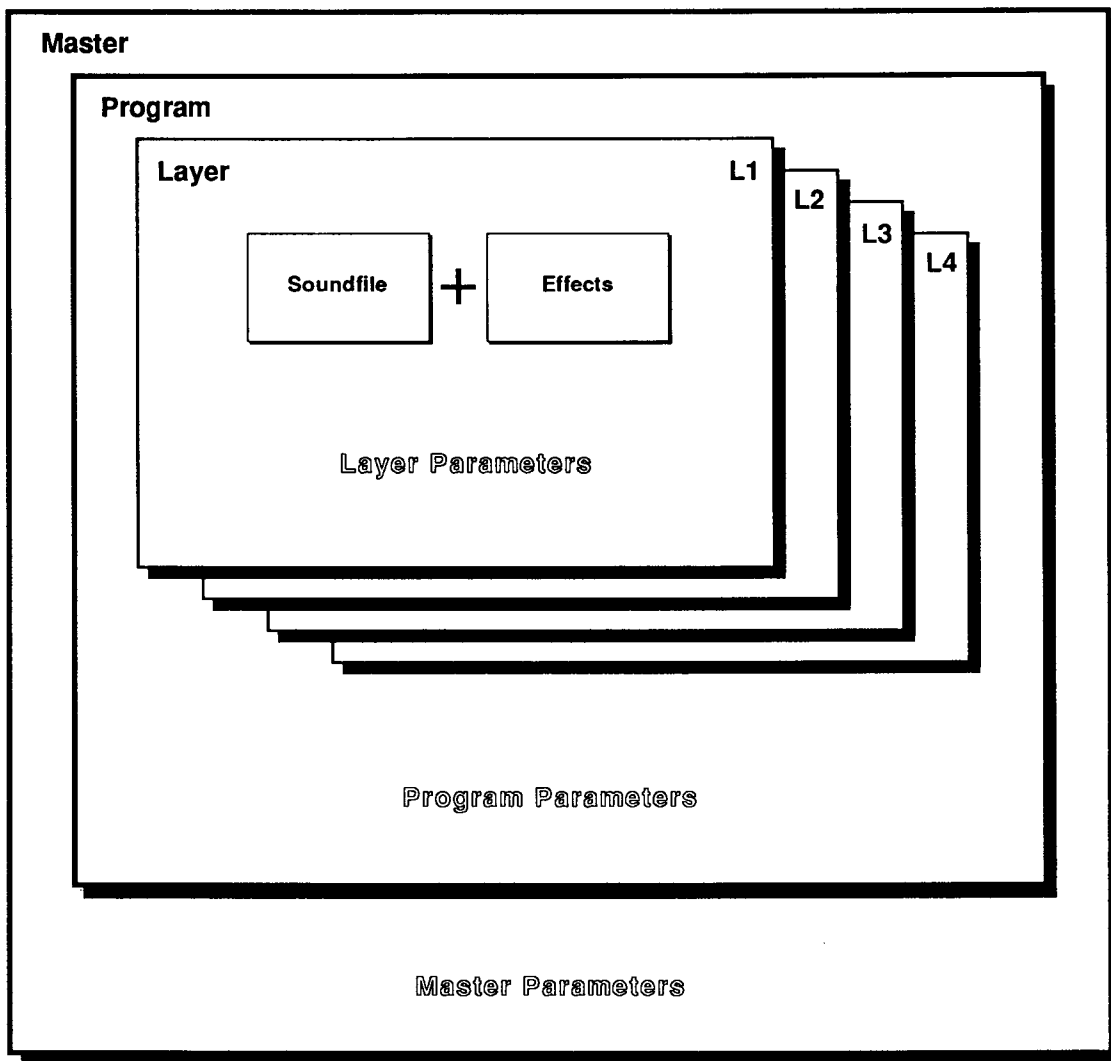 Master
Program
Layer
L1
L2
L3
L4
Soundfile
+
Effects
Layer Parameters
Program Parameters
Master Parameters